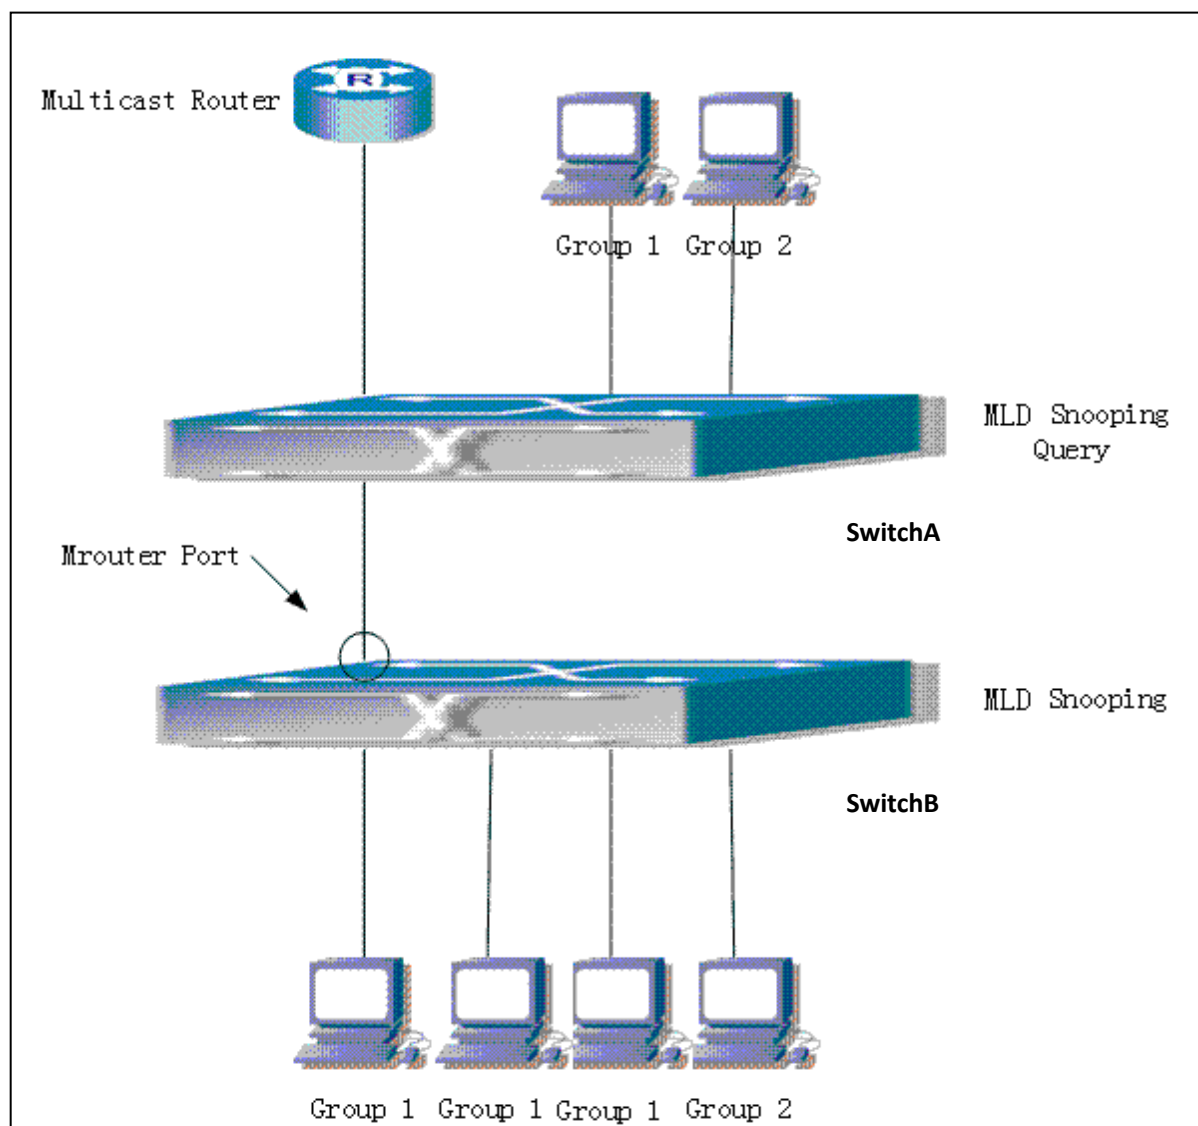 R
Multicast Router
Group 1 Group 2
MLD Snooping
Query
SwitchA
Mrouter Port
MLD Snooping
SwitchB
Group 1 Group 1 Group 1 Group 2